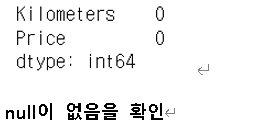 Kilometers    0
Price         0
dtype: int64
null이 없음을 확인